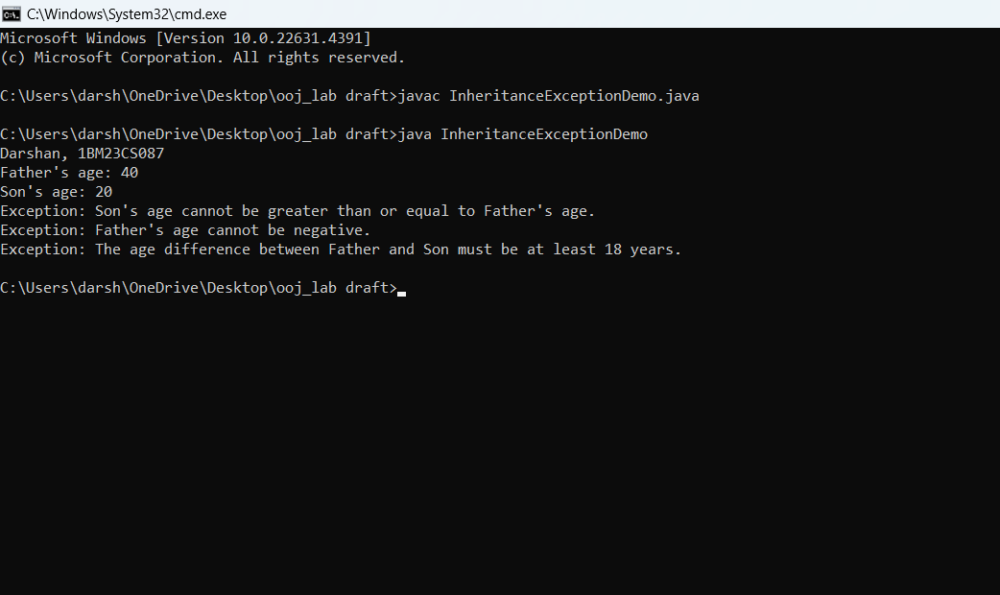 C:\Windows\System32\cmd.exe
Microsoft Windows [Version 10.0.22631.4391]
(c) Microsoft Corporation. All rights reserved.
C:\Users\darsh\OneDrive\Desktop\ooj_lab draft>javac InheritanceExceptionDemo.java
C:\Users\darsh\OneDrive\Desktop\ooj_lab draft>java InheritanceExceptionDemo
Darshan, 1BM23CS087
Father's age: 40
Son's age: 20
Exception: Son's age cannot be greater than or equal to Father's age.
Exception: Father's age cannot be negative.
Exception: The age difference between Father and Son must be at least 18 years.
C:\Users\darsh\OneDrive\Desktop\ooj_lab draft>